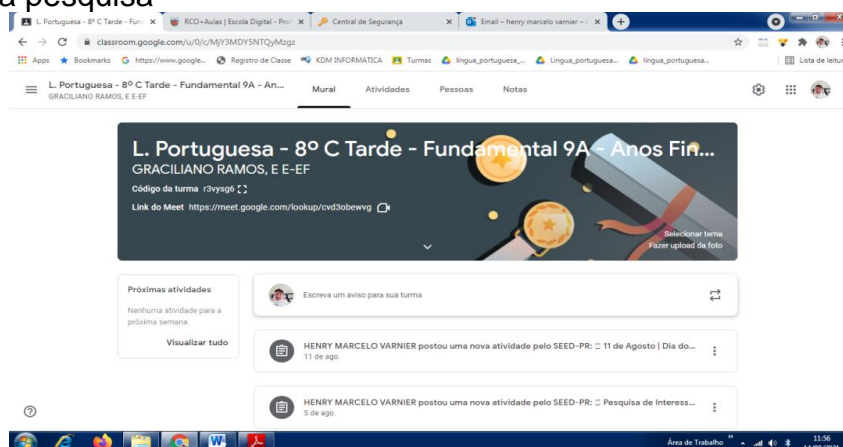 a pesquisa
L. Portuguesa - 8º C Tarde - Fun
RCO+Aulas | Escola Digital - Prof
Central de Segurança
Email – henry marcelo varnier –
classroom.google.com/u/0/c/MjY3MDY5NTQyMzgz
Apps
Bookmarks
https://www.google...
Registro de Classe
KDM INFORMATICA
Turmas
lingua_portuguesa_...
Lingua_portuguesa...
lingua_portuguesa...
Lista de leitur
L. Portuguesa - 8º C Tarde - Fundamental 9A - An...
GRACILIANO RAMOS, E E-EF
Mural
Atividades
Pessoas
Notas
L. Portuguesa - 8º C Tarde - Fundamental 9A - Anos Fin...
GRACILIANO RAMOS, E E-EF
Código da turma r3vysg6
Link do Meet https://meet.google.com/lookup/cvd3obewvg
Selecionar tema
Fazer upload da foto
Próximas atividades
Nenhuma atividade para a
próxima semana
Visualizar tudo
Escreva um aviso para sua turma
HENRY MARCELO VARNIER postou uma nova atividade pelo SEED-PR: 11 de Agosto | Dia do...
11 de ago.
HENRY MARCELO VARNIER postou uma nova atividade pelo SEED-PR: Pesquisa de Interess...
5 de ago.
Área de Trabalho
11:56